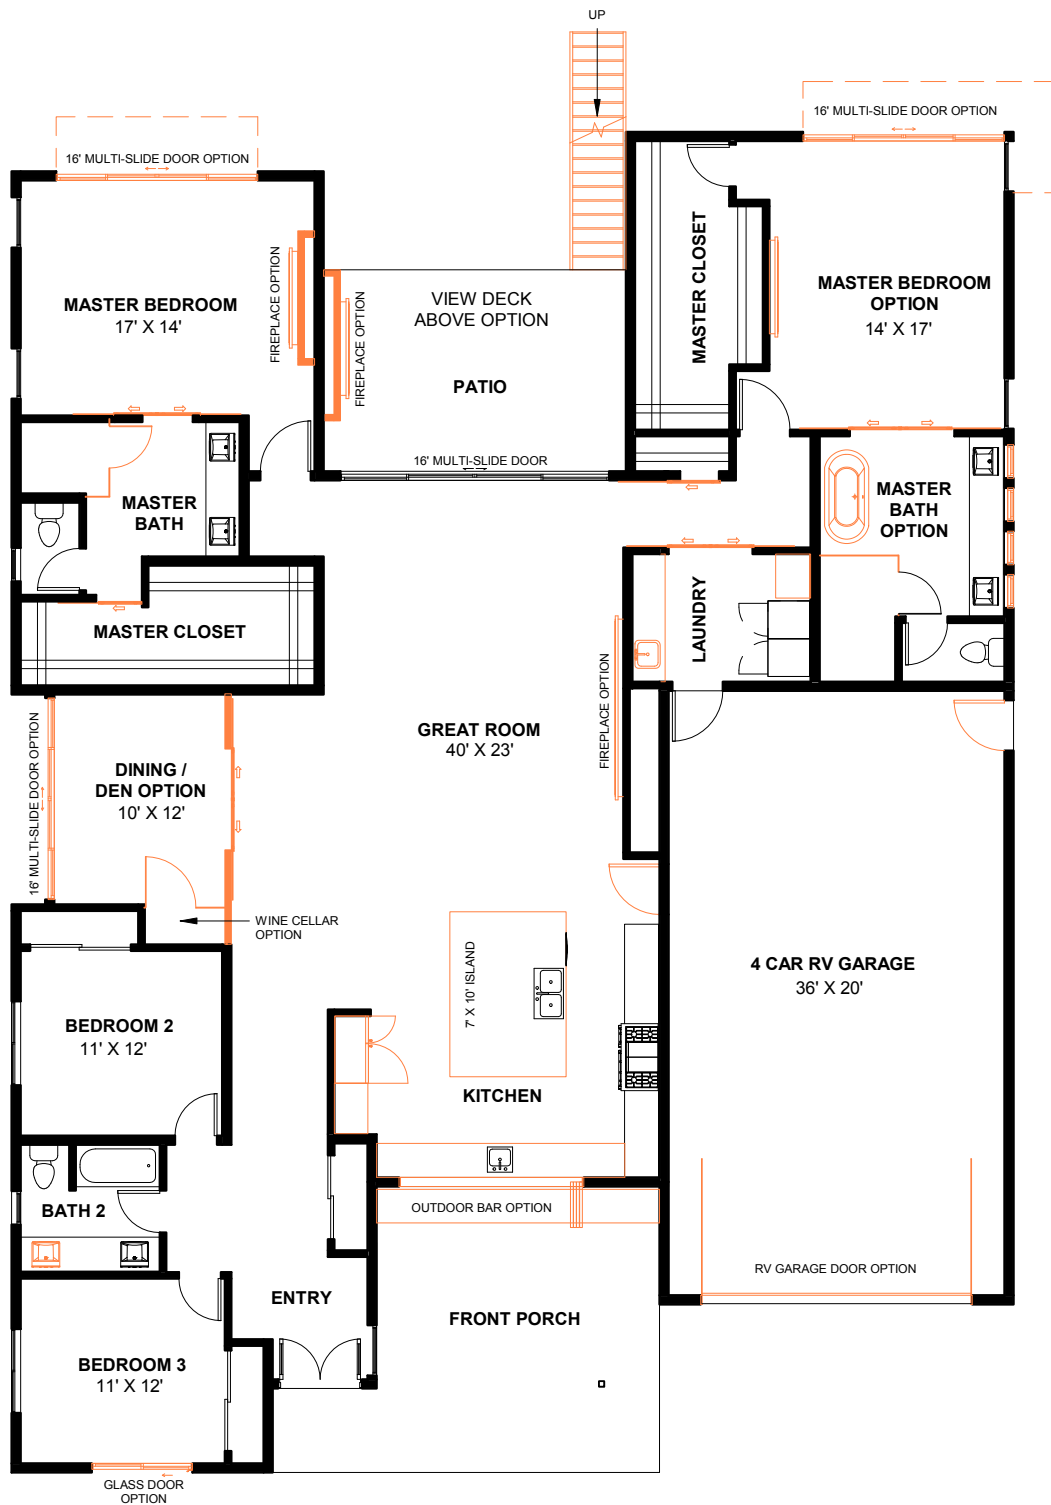 UP
16' MULTI-SLIDE DOOR OPTION
16' MULTI-SLIDE DOOR OPTION
MASTER BEDROOM
17' X 14'
FIREPLACE OPTION
FIREPLACE OPTION
VIEW DECK
ABOVE OPTION
PATIO
16' MULTI-SLIDE DOOR
MASTER CLOSET
MASTER BEDROOM
OPTION
14' X 17'
MASTER
BATH
MASTER
BATH
OPTION
MASTER CLOSET
LAUNDRY
FIREPLACE OPTION
GREAT ROOM
40' X 23'
16' MULTI-SLIDE DOOR OPTION
DINING /
DEN OPTION
10' X 12'
WINE CELLAR
OPTION
7' X 10' ISLAND
KITCHEN
4 CAR RV GARAGE
36' X 20'
BEDROOM 2
11' X 12'
BATH 2
OUTDOOR BAR OPTION
RV GARAGE DOOR OPTION
ENTRY
FRONT PORCH
BEDROOM 3
11' X 12'
GLASS DOOR
OPTION